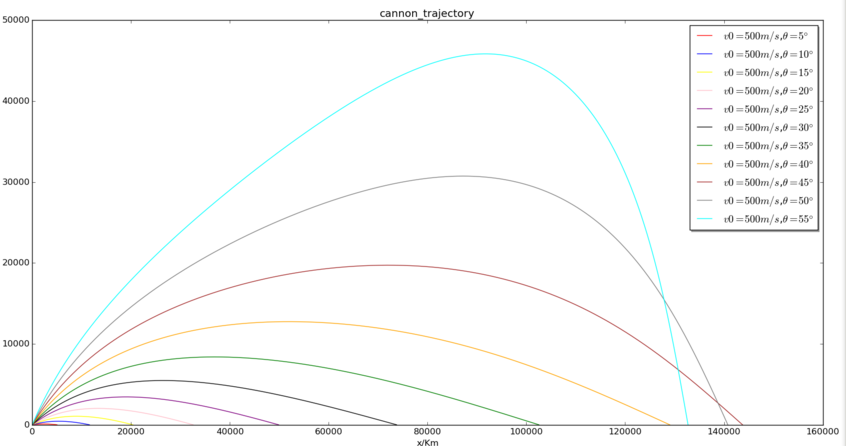 cannon_trajectory
50000
40000
30000
20000
10000
0
0 20000 40000 60000 80000 100000 120000 140000 160000
x/Km
v0=500m/s,θ=5°
v0=500m/s,θ=10°
v0=500m/s,θ=15°
v0=500m/s,θ=20°
v0=500m/s,θ=25°
v0=500m/s,θ=30°
v0=500m/s,θ=35°
v0=500m/s,θ=40°
v0=500m/s,θ=45°
v0=500m/s,θ=50°
v0=500m/s,θ=55°